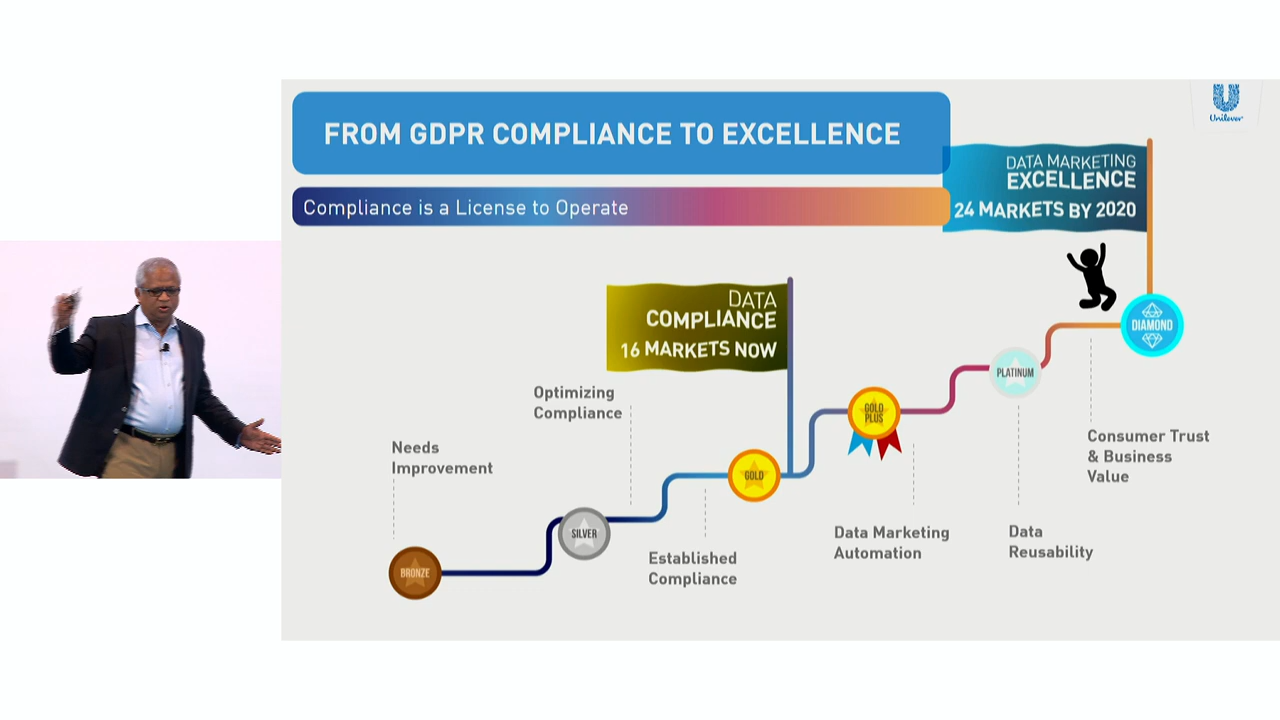 FROM GDPR COMPLIANCE TO EXCELLENCE
Unilever
Compliance is a License to Operate
DATA MARKETING
EXCELLENCE
24 MARKETS BY 2020
DATA
COMPLIANCE
16 MARKETS NOW
DIAMOND
PLATINUM
Optimizing
Compliance
GOLD
PLUS
Needs
Improvement
Consumer Trust
& Business
Value
GOLD
SILVER
Data Marketing
Automation
Data
Reusability
Established
Compliance
BRONZE